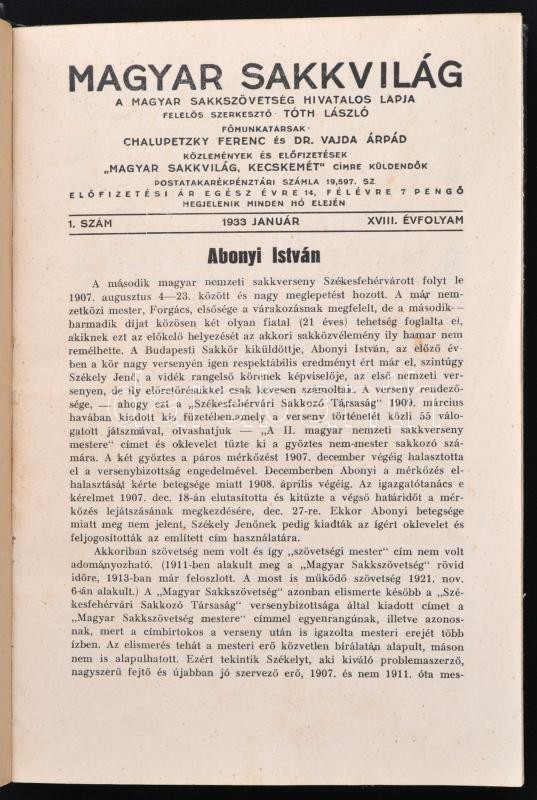 MAGYAR SAKKVILÁG
A MAGYAR SAKKSZÖVETSÉG HIVATALOS LAPJA
FELELŐS SZERKESZTŐ · TÓTH LÁSZLÓ
FŐMUNKATÁRSAK·
CHALUPETZKY FERENC ÉS DR. VAJDA ÁRPÁD
KÖZLEMÉNYEK ÉS ELŐFIZETÉSEK
„MAGYAR SAKKVILÁG, KECSKEMÉT" CÍMRE KÜLDENDŐK
POSTATAKARÉKPÉNZTÁRI SZÁMLA 19,597. SZ
ELŐFIZETÉSI ÁR EGÉSZ ÉVRE 14, FÉLÉVRE 7 PENGŐ
MEGJELENIK MINDEN HÓ ELEJÉN
1. SZÁM 1933 JANUÁR XVIII. ÉVFOLYAM
Abonyi István
A második magyar nemzeti sakkverseny Székesfehérvárott folyt le
1907. augusztus 4—23. között és nagy meglepetést hozott. A már nem-
zetközi mester, Forgács, elsősége a várakozásnak megfelelt, de a második—
harmadik díjat közösen két olyan fiatal (21 éves) tehetség foglalta el,
akiknek ezt az előkelő helyezését az akkori sakközvélemény ily hamar nem
remélhette. A Budapesti Sakkör kiküldöttje, Abonyi István, az előző év-
ben a kör nagy versenyén igen respektábilis eredményt ért már el, szintúgy
Székely Jenő, a vidék rangelső körének képviselője, az első nemzeti ver-
senyen, de ily előretörésükkel csak kevesen számoltak. A verseny rendező-
sége, —ahogy ezt a „Székesfehérvári Sakkozó Társaság" 1909. március
havában kiadott kis füzetében, amely a verseny történetét közli 55 válo-
gatott játszmával, olvashatjuk — „A II. magyar nemzeti sakkverseny
mestere" címet és oklevelet tűzte ki a győztes nem-mester sakkozó szá-
mára. A két győztes a páros mérkőzést 1907. december végéig halasztotta
el a versenybizottság engedelmével. Decemberben Abonyi a mérkőzés el-
halasztását kérte betegsége miatt 1908. április végéig. Az igazgatótanács e
kérelmet 1907. dec. 18-án elutasította és kitűzte a végső határidőt a mér-
kőzés lejátszásának megkezdésére, dec. 27-re. Ekkor Abonyi betegsége
miatt meg nem jelent, Székely Jenőnek pedig kiadták az ígért oklevelet és
feljogosították az említett cím használatára.
Akkoriban szövetség nem volt és így „szövetségi mester" cím nem volt
adományozható. (1911-ben alakult meg a „Magyar Sakkszövetség" rövid
időre, 1913-ban már feloszlott. A most is működő szövetség 1921. nov.
6-án alakult.) A „Magyar Sakkszövetség" azonban elismerte később a „Szé-
kesfehérvári Sakkozó Társaság" versenybizottsága által kiadott címet a
„Magyar Sakkszövetség mestere" címmel egyenrangúnak, illetve azonos-
nak, mert a címbirtokos a verseny után is igazolta mesteri erejét több
ízben. Az elismerés tehát a mesteri erő közvetlen bírálatán alapult, máson
nem is alapulhatott. Ezért tekintik Székelyt, aki kiváló problemaszerző,
nagyszerű fejtő és újabban jó szervező erő, 1907. és nem 1911. óta mes-